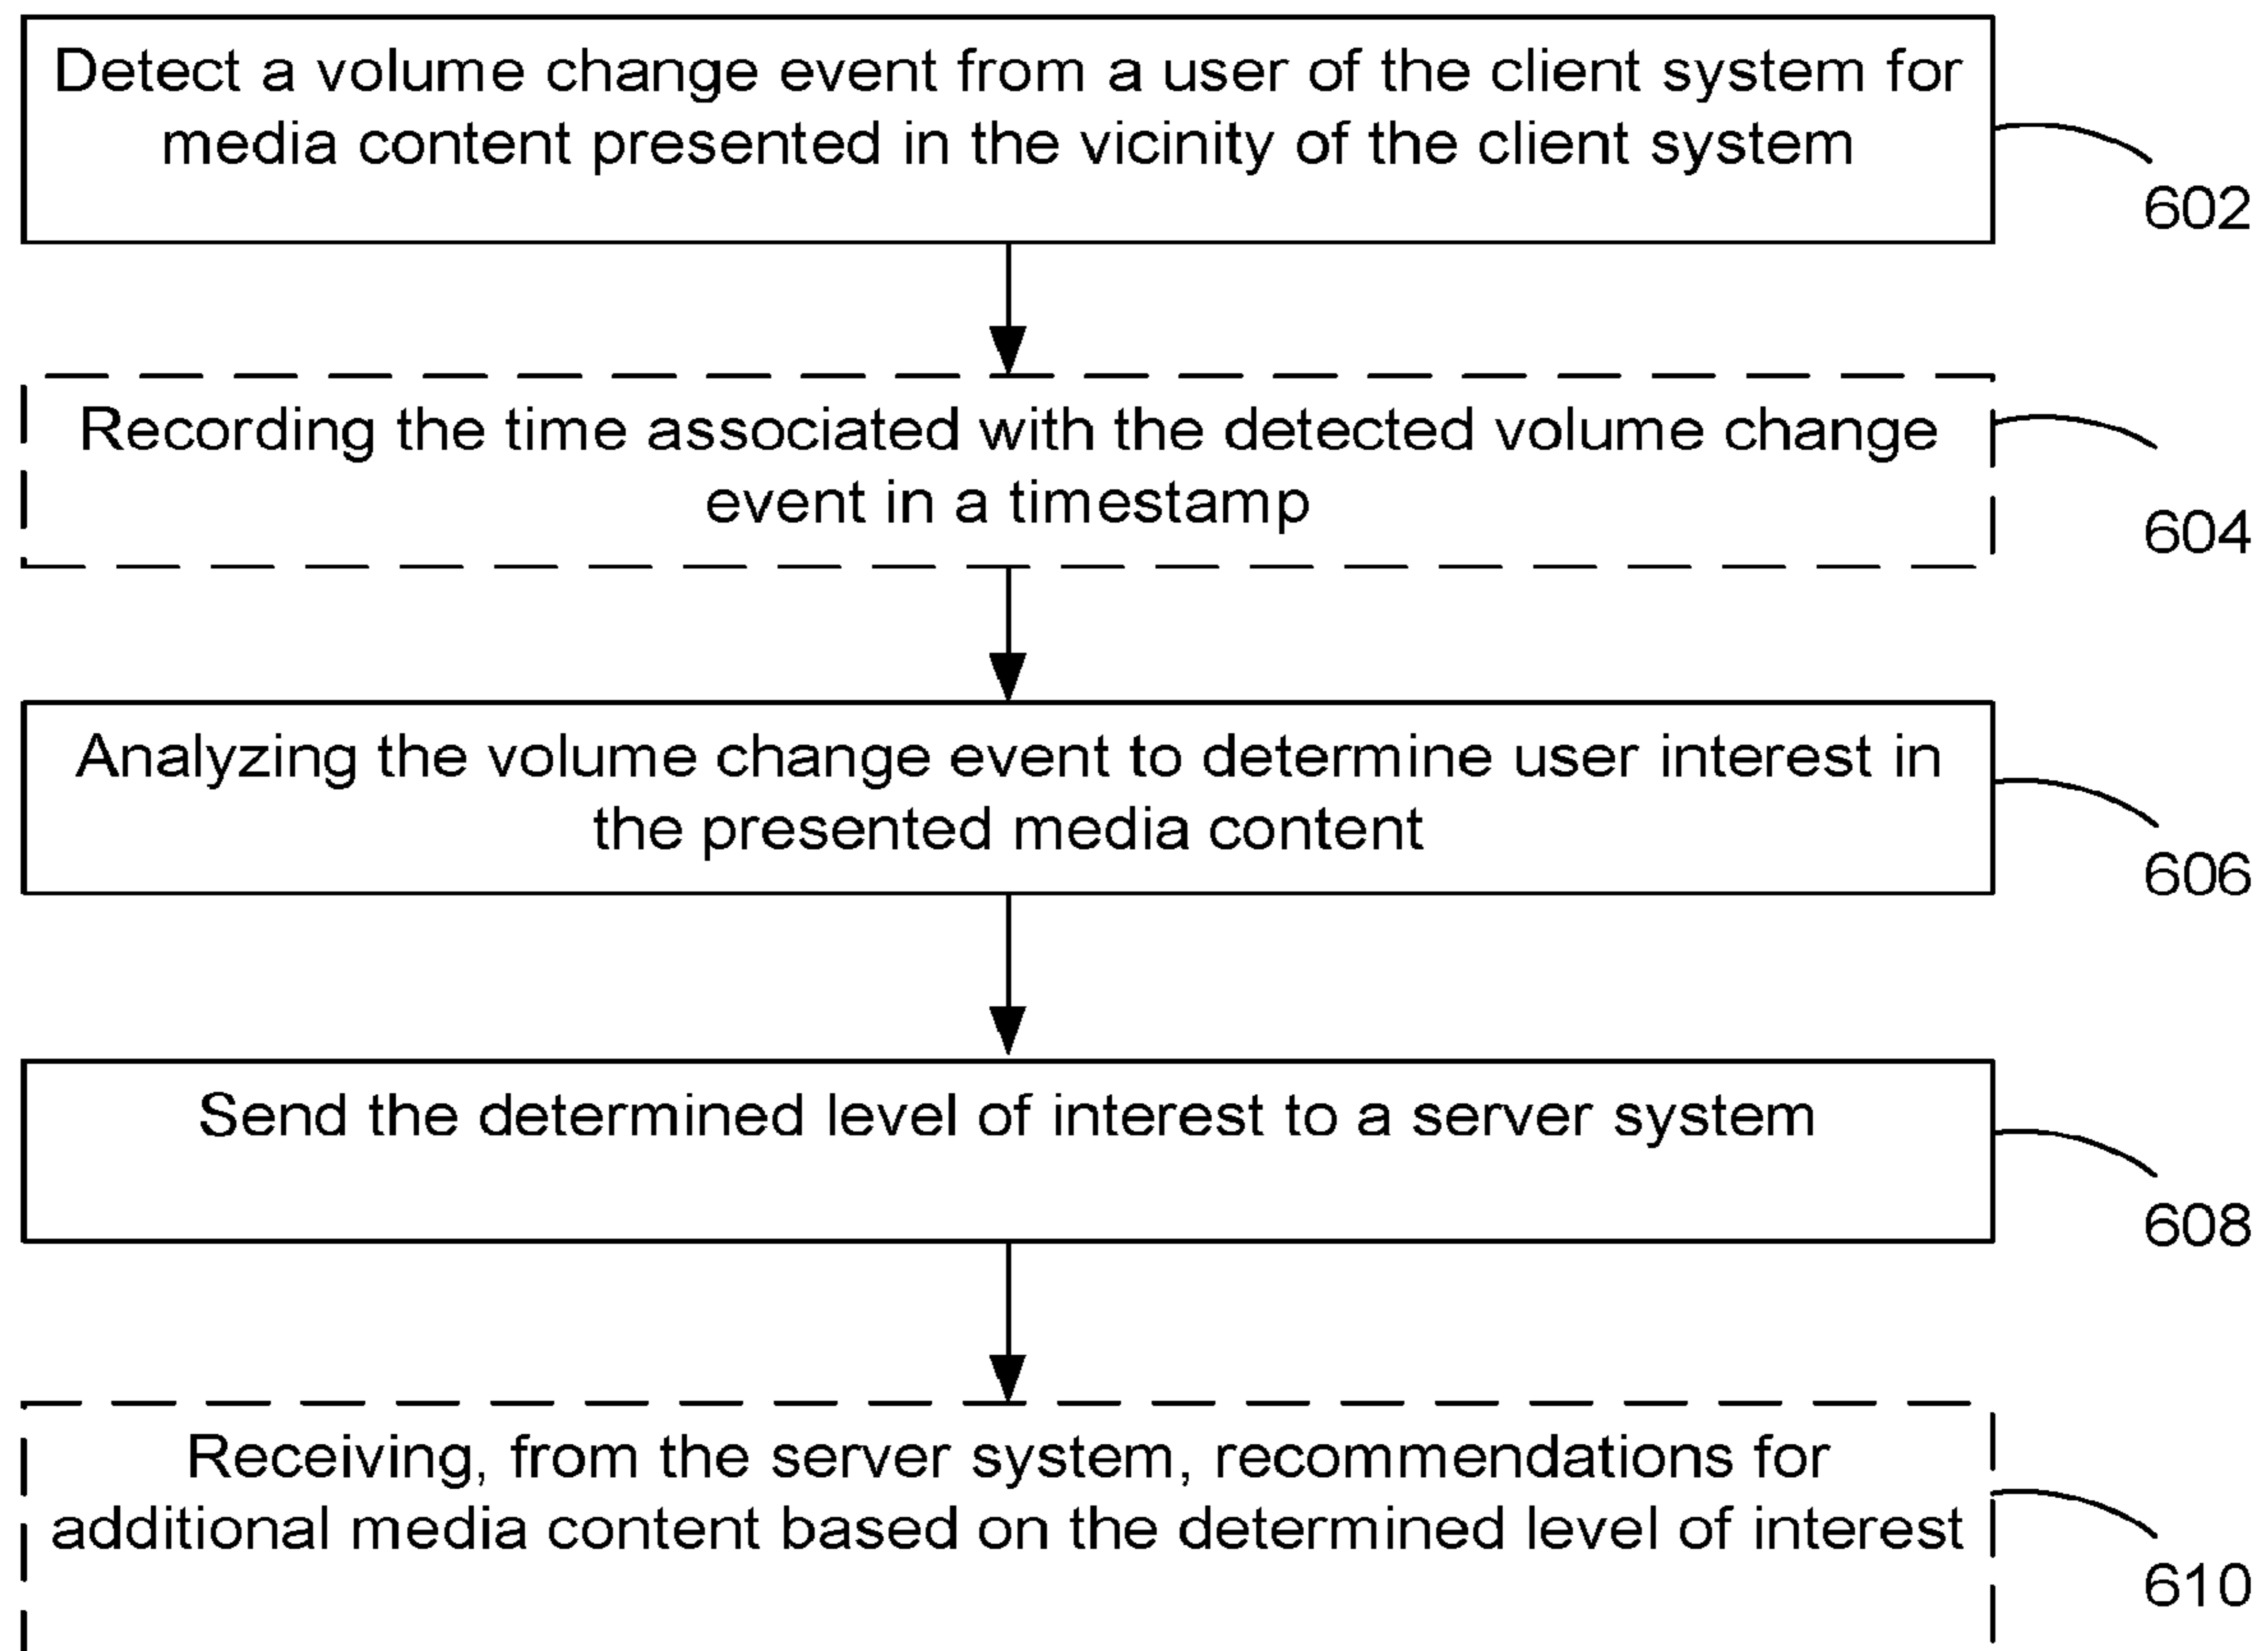 Detect a volume change event from a user of the client system for
media content presented in the vicinity of the client system
602
Recording the time associated with the detected volume change
event in a timestamp
604
Analyzing the volume change event to determine user interest in
the presented media content
606
Send the determined level of interest to a server system
608
Receiving, from the server system, recommendations for
additional media content based on the determined level of interest
610